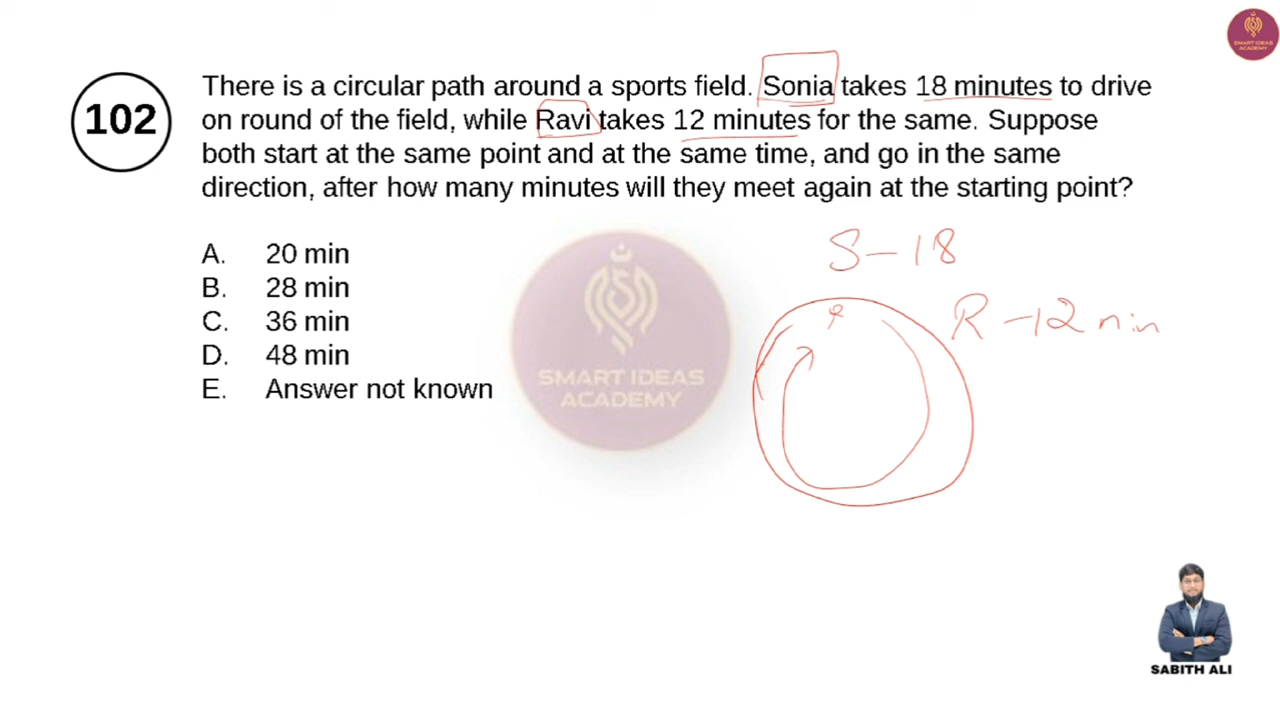 SMART IDEAS
ACADEMY
102
There is a circular path around a sports field. Sonia takes 18 minutes to drive
on round of the field, while Ravi takes 12 minutes for the same. Suppose
both start at the same point and at the same time, and go in the same
direction, after how many minutes will they meet again at the starting point?
A. 20 min
B. 28 min
C. 36 min
D. 48 min
E. Answer not known
S - 18
R - 12 min
SMART IDEAS
ACADEMY
SABITH ALI